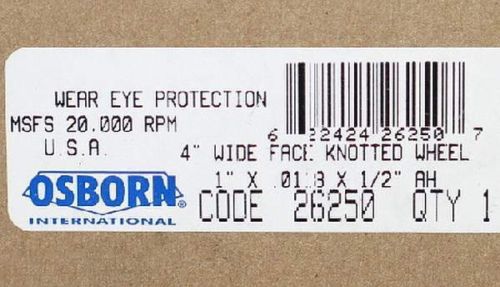 WEAR EYE PROTECTION
MSFS 20.000 RPM
U.S.A.
6 22424 26250 7
4" WIDE FACE KNOTTED WHEEL
1" X .0118 X 1/2" AH
OSBORN®
INTERNATIONAL
CODE 26250 QTY 1